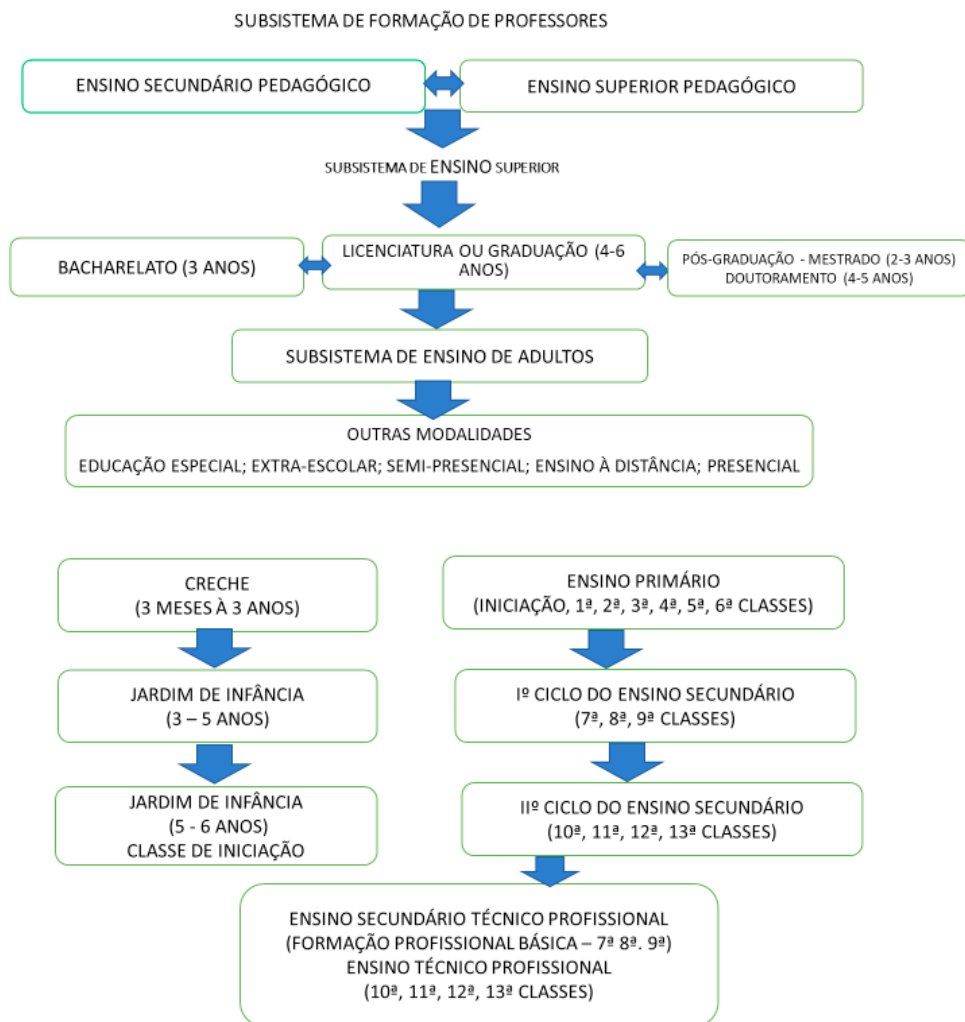 SUBSISTEMA DE FORMAÇÃO DE PROFESSORES
ENSINO SECUNDÁRIO PEDAGÓGICO
ENSINO SUPERIOR PEDAGÓGICO
SUBSISTEMA DE ENSINO SUPERIOR
BACHARELATO (3 ANOS)
LICENCIATURA OU GRADUAÇÃO (4-6
ANOS)
PÓS-GRADUAÇÃO - MESTRADO (2-3 ANOS)
DOUTORAMENTO (4-5 ANOS)
SUBSISTEMA DE ENSINO DE ADULTOS
OUTRAS MODALIDADES
EDUCAÇÃO ESPECIAL; EXTRA-ESCOLAR; SEMI-PRESENCIAL; ENSINO À DISTÂNCIA; PRESENCIAL
CRECHE
(3 MESES À 3 ANOS)
JARDIM DE INFÂNCIA
(3 – 5 ANOS)
JARDIM DE INFÂNCIA
(5 - 6 ANOS)
CLASSE DE INICIAÇÃO
ENSINO PRIMÁRIO
(INICIAÇÃO, 1ª, 2ª, 3ª, 4ª, 5ª, 6ª CLASSES)
Iº CICLO DO ENSINO SECUNDÁRIO
(7ª, 8ª, 9ª CLASSES)
IIº CICLO DO ENSINO SECUNDÁRIO
(10ª, 11ª, 12ª, 13ª CLASSES)
ENSINO SECUNDÁRIO TÉCNICO PROFISSIONAL
(FORMAÇÃO PROFISSIONAL BÁSICA – 7ª 8ª. 9ª)
ENSINO TÉCNICO PROFISSIONAL
(10ª, 11ª, 12ª, 13ª CLASSES)